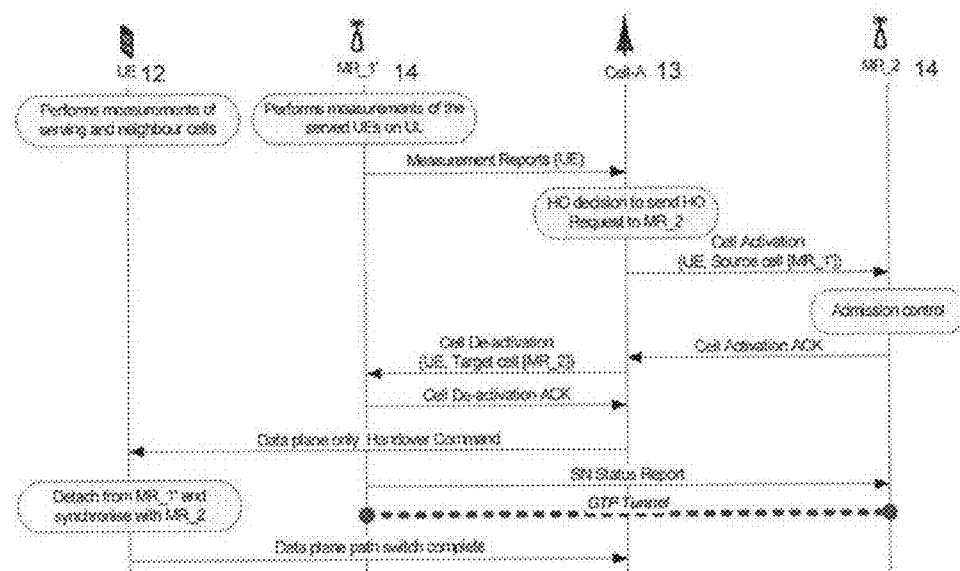 UE 12
MR_1' 14
Cell-A 13
MR_2 14
Performs measurements of
serving and neighbour cells
Performs measurements of the
served UEs on UL
Measurement Reports (UE)
HO decision to send HO
Request to MR_2
Cell Activation
(UE, Source cell [MR_1'])
Admission control
Cell Activation ACK
Cell De-activation
(UE, Target cell [MR_2])
Cell De-activation ACK
Data plane only Handover Command
SN Status Report
Detach from MR_1' and
synchronise with MR_2
GTP Tunnel
Data plane path switch complete